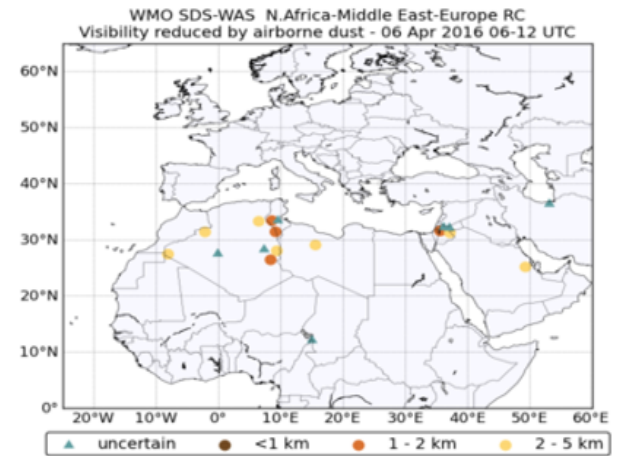 WMO SDS-WAS N.Africa-Middle East-Europe RC
Visibility reduced by airborne dust - 06 Apr 2016 06-12 UTC
60°N
50°N
40°N
30°N
20°N
10°N
0°
20°W 10°W 0° 10°E 20°E 30°E 40°E 50°E 60°E
uncertain <1 km 1 - 2 km 2 - 5 km